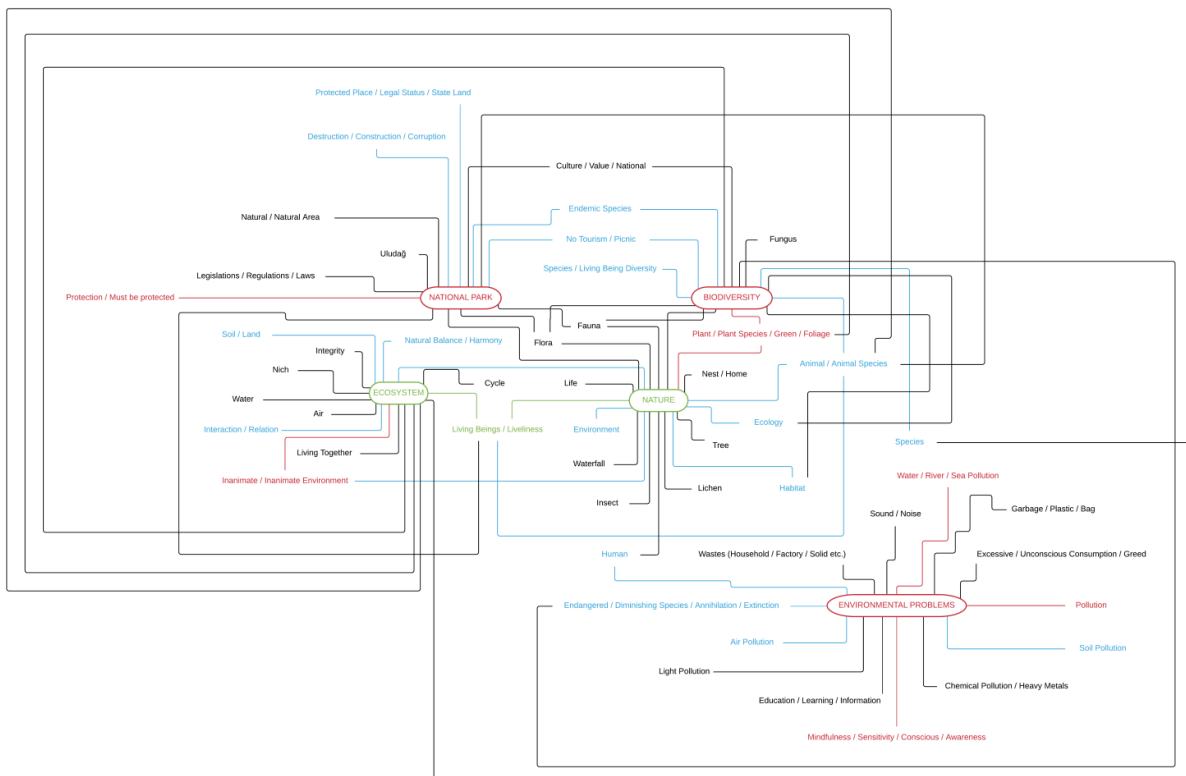 Protected Place / Legal Status / State Land
Destruction / Construction / Corruption
Culture / Value / National
Endemic Species
Natural / Natural Area
No Tourism / Picnic
Fungus
Uludağ
Species / Living Being Diversity
Legislations / Regulations / Laws
Protection / Must be protected
NATIONAL PARK
BIODIVERSITY
Fauna
Soil / Land
Natural Balance / Harmony
Flora
Plant / Plant Species / Green / Foliage
Integrity
Animal / Animal Species
Nich
Cycle
Life
Nest / Home
ECOSYSTEM
NATURE
Water
Air
Interaction / Relation
Living Beings / Liveliness
Environment
Ecology
Tree
Species
Living Together
Waterfall
Inanimate / Inanimate Environment
Lichen
Habitat
Water / River / Sea Pollution
Insect
Sound / Noise
Garbage / Plastic / Bag
Human
Wastes (Household / Factory / Solid etc.)
Excessive / Unconscious Consumption / Greed
Endangered / Diminishing Species / Annihilation / Extinction
ENVIRONMENTAL PROBLEMS
Pollution
Air Pollution
Soil Pollution
Light Pollution
Chemical Pollution / Heavy Metals
Education / Learning / Information
Mindfulness / Sensitivity / Conscious / Awareness